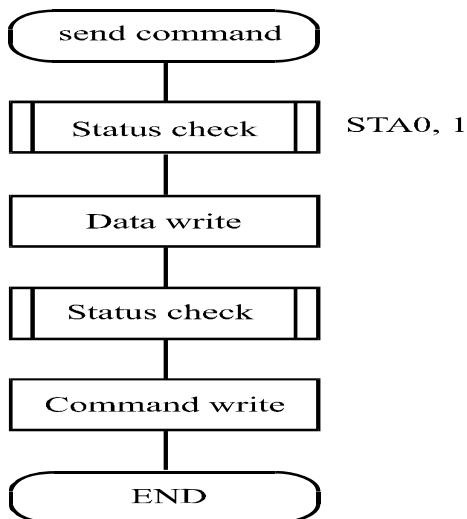 send command
Status check
STA0, 1
Data write
Status check
Command write
END